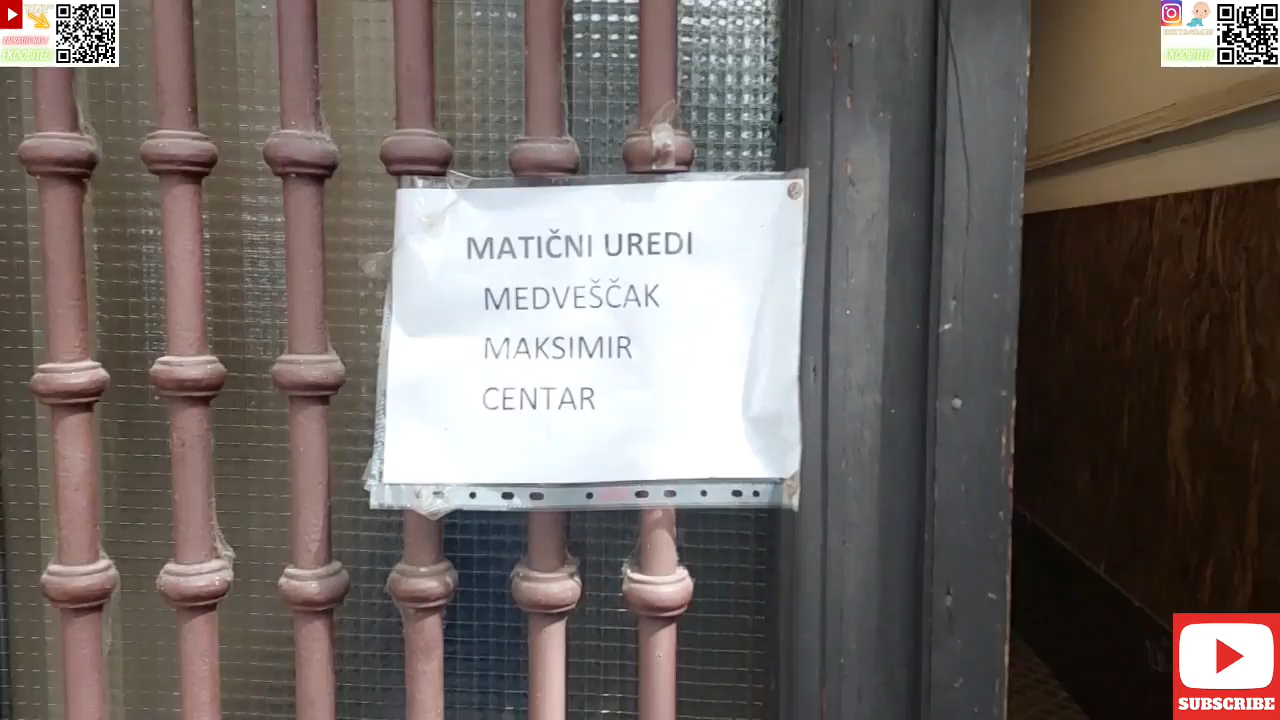 MATIČNI UREDI
MEDVEŠČAK
MAKSIMIR
CENTAR
SUBSCRIBE